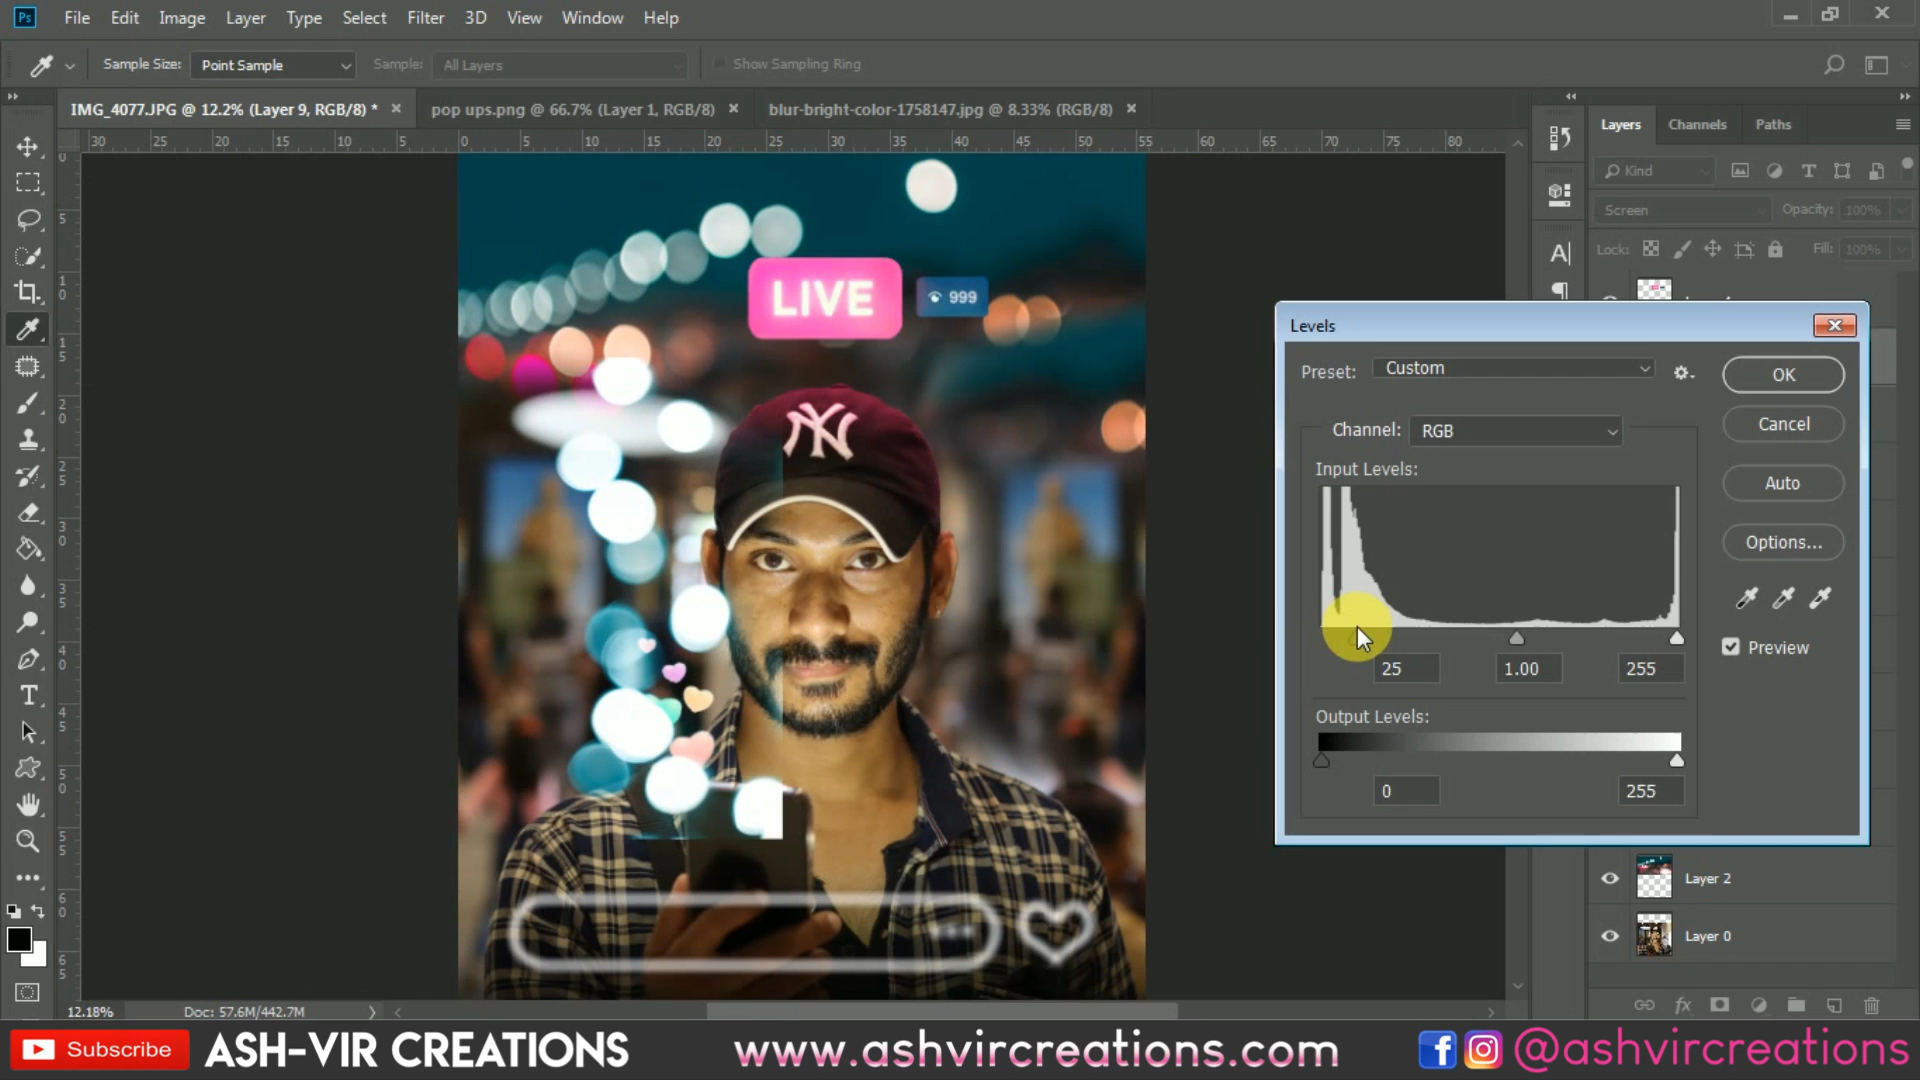 Ps File Edit Image Layer Type Select Filter 3D View Window Help
Sample Size: Point Sample Sample: All Layers Show Sampling Ring
IMG_4077.JPG @ 12.2% (Layer 9, RGB/8) * × pop ups.png @ 66.7% (Layer 1, RGB/8) × blur-bright-color-1758147.jpg @ 8.33% (RGB/8) ×
Layers Channels Paths
30 25 20 15 10 5 0 5 10 15 20 25 30 35 40 45 50 55 60 65 70 75 80
Kind
Screen Opacity: 100%
Lock: Fill: 100%
LIVE 999
NY
Levels
Preset: Custom
OK
Channel: RGB
Cancel
Input Levels:
Auto
Options...
25 1.00 255
Preview
Output Levels:
0 255
Layer 2
Layer 0
12.18% Doc: 57.6M/442.7M
Subscribe ASH-VIR CREATIONS www.ashvircreations.com @ashvircreations